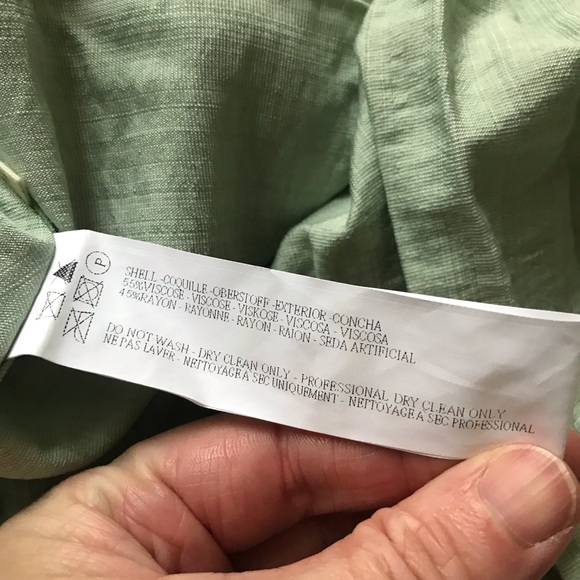 P
SHELL -COQUILLE -OBERSTOFF -EXTERIOR -CONCHA
55%VISCOSE - VISCOSE - VISKOSE - VISCOSA - VISCOSA
45%RAYON - RAYONNE - RAYON - RAION - SEDA ARTIFICIAL
DO NOT WASH - DRY CLEAN ONLY - PROFESSIONAL DRY CLEAN ONLY
NE PAS LAVER - NETTOYAGE A SEC UNIQUEMENT - NETTOYAGE A SEC PROFESSIONAL